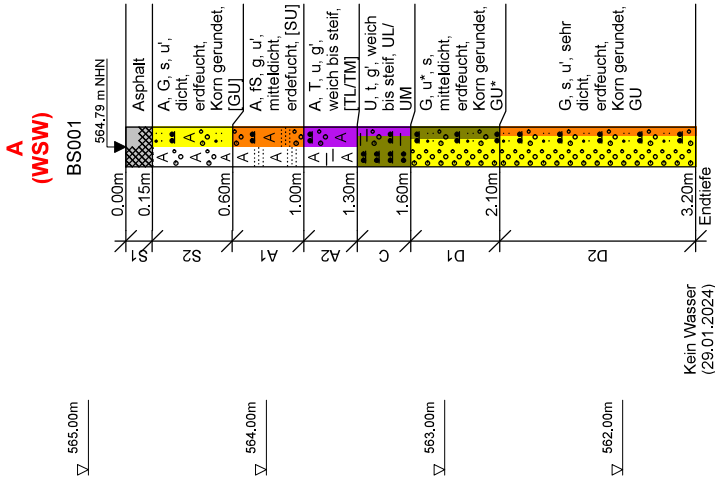 A
(WSW)
BS001
564.79 m NHN
0.00m
0.15m
0.60m
1.00m
1.30m
1.60m
2.10m
3.20m
Endtiefe
Asphalt
A, G, s, u',
dicht,
erdfeucht,
Korn gerundet,
[GU]
A, fS, g, u',
mitteldicht,
erdefucht, [SU]
A, T, u, g',
weich bis steif,
[TL/TM]
U, t, g', weich
bis steif, UL/
UM
G, u*, s,
mitteldicht,
erdfeucht,
Korn gerundet,
GU*
G, s, u', sehr
dicht,
erdfeucht,
Korn gerundet,
GU
S1
S2
A1
A2
C
D1
D2
Kein Wasser
(29.01.2024)
565.00m
564.00m
563.00m
562.00m